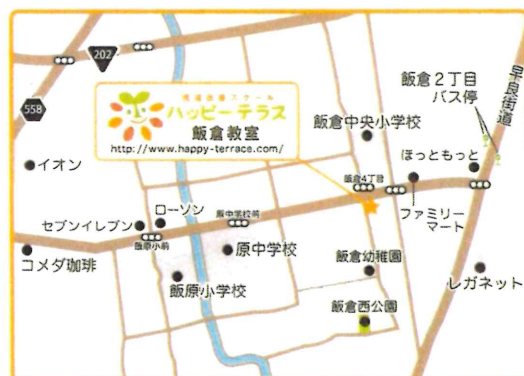 202
558
早良街道
飯倉2丁目
バス停
発達改善スクール
ハッピーテラス
飯倉教室
http://www.happy-terrace.com/
飯倉中央小学校
ほっともっと
イオン
飯倉4丁目
ファミリー
マート
ローソン
セブンイレブン
原中学校前
飯原小前
コメダ珈琲
原中学校
飯原小学校
飯倉幼稚園
レガネット
飯倉西公園